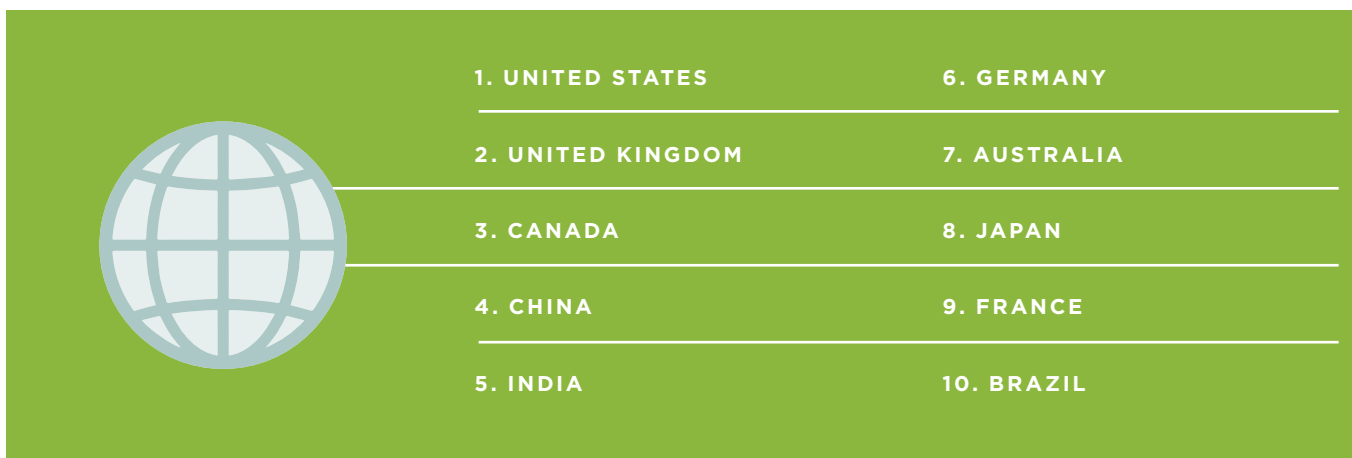 1. UNITED STATES
2. UNITED KINGDOM
3. CANADA
4. CHINA
5. INDIA
6. GERMANY
7. AUSTRALIA
8. JAPAN
9. FRANCE
10. BRAZIL